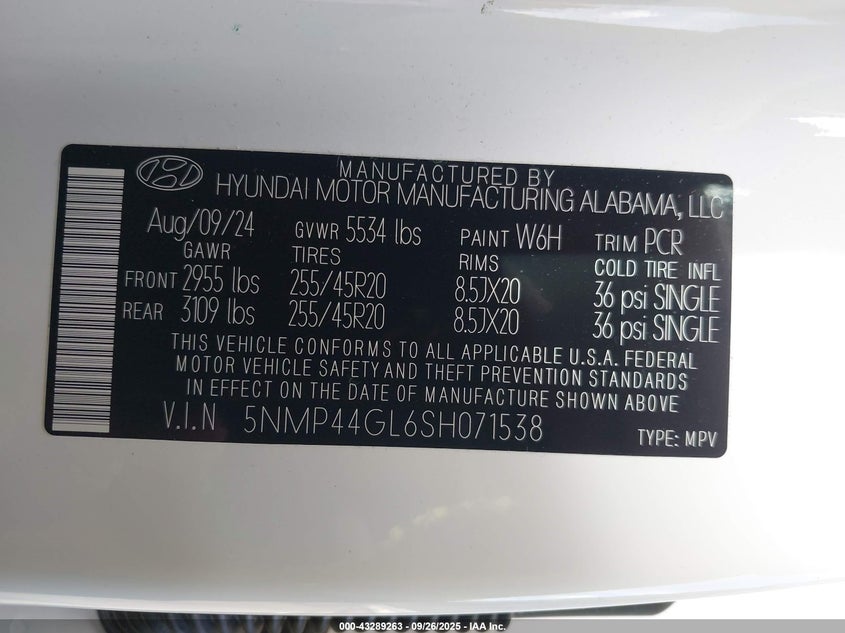 MANUFACTURED BY
HYUNDAI MOTOR MANUFACTURING ALABAMA, LLC
Aug/09/24 GVWR 5534 lbs PAINT W6H TRIM PCR
GAWR TIRES RIMS COLD TIRE INFL
FRONT 2955 lbs 255/45R20 8.5JX20 36 psi SINGLE
REAR 3109 lbs 255/45R20 8.5JX20 36 psi SINGLE
THIS VEHICLE CONFORMS TO ALL APPLICABLE U.S.A. FEDERAL
MOTOR VEHICLE SAFETY AND THEFT PREVENTION STANDARDS
IN EFFECT ON THE DATE OF MANUFACTURE SHOWN ABOVE
V.I.N 5NMP44GL6SH071538 TYPE: MPV
000-43289263 - 09/26/2025 - IAA Inc.